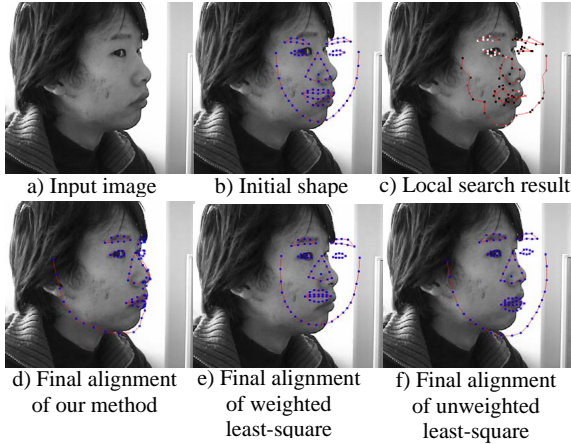 a) Input image
b) Initial shape
c) Local search result
d) Final alignment
of our method
e) Final alignment
of weighted
least-square
f) Final alignment
of unweighted
least-square